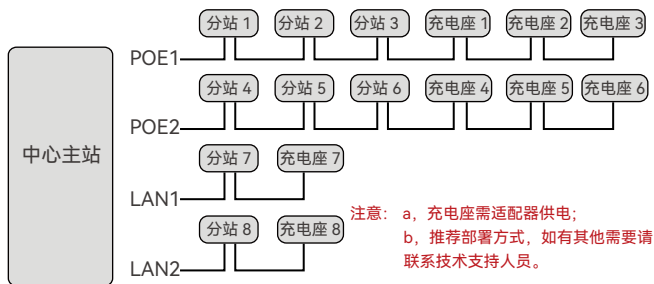 分站 1 分站 2 分站 3 充电座 1 充电座 2 充电座 3
POE1
分站 4 分站 5 分站 6 充电座 4 充电座 5 充电座 6
POE2
中心主站
分站 7 充电座 7
LAN1
分站 8 充电座 8
LAN2
注意： a，充电座需适配器供电；
b，推荐部署方式，如有其他需要请
联系技术支持人员。